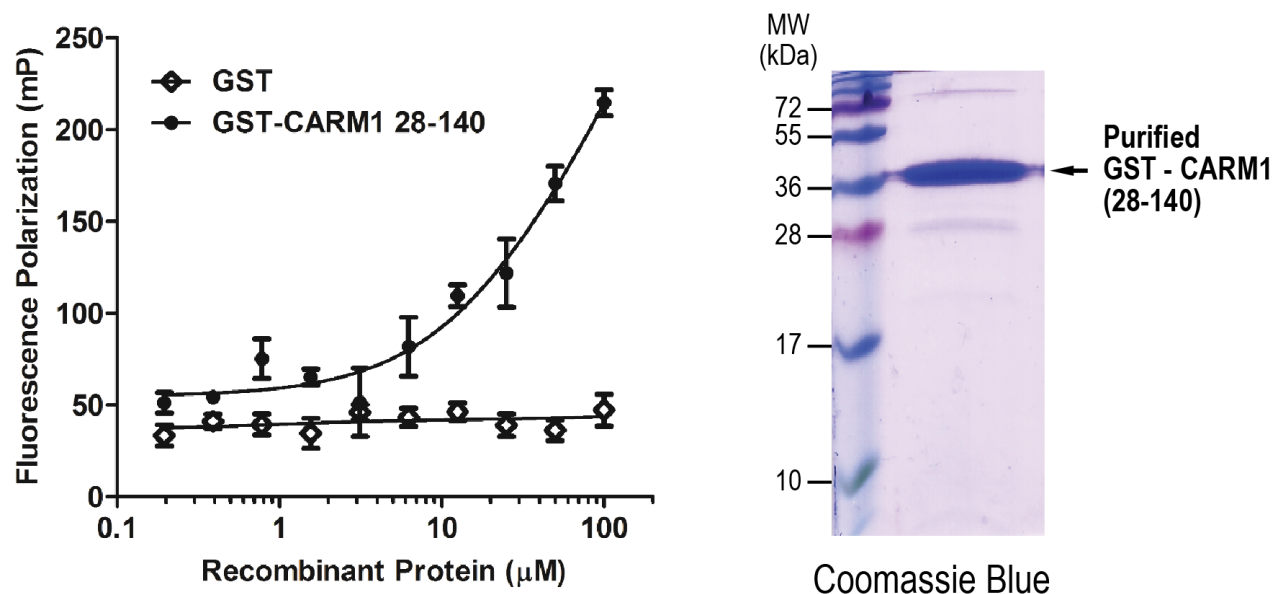 250
200
150
100
50
0
Fluorescence Polarization (mP)
GST
GST-CARM1 28-140
0.1
1
10
100
Recombinant Protein (μM)
MW
(kDa)
72
55
36
28
17
10
Purified
GST - CARM1
(28-140)
Coomassie Blue